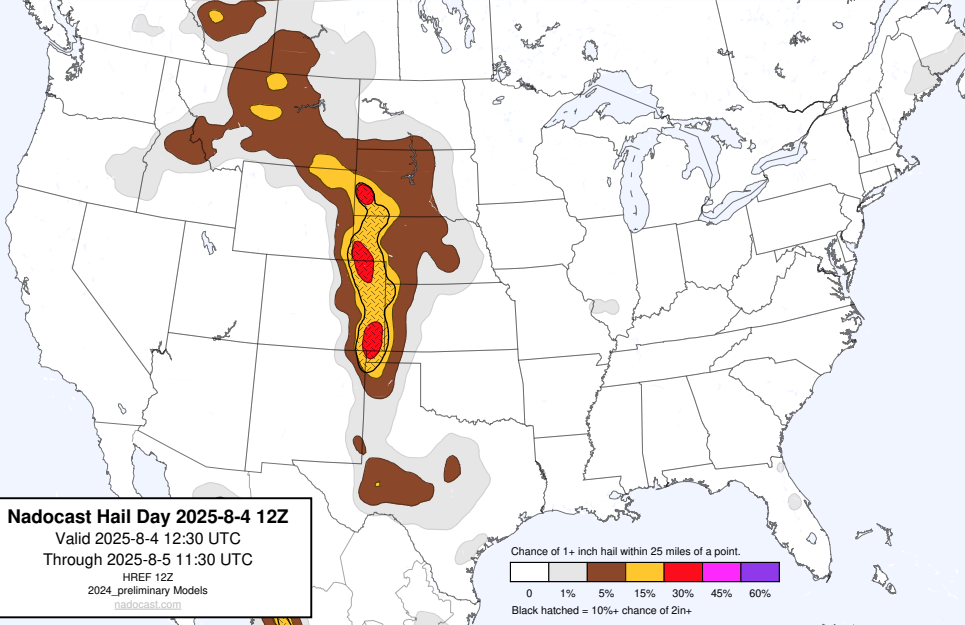 Nadocast Hail Day 2025-8-4 12Z
Valid 2025-8-4 12:30 UTC
Through 2025-8-5 11:30 UTC
HREF 12Z
2024_preliminary Models
nadocast.com
Chance of 1+ inch hail within 25 miles of a point.
0 1% 5% 15% 30% 45% 60%
Black hatched = 10%+ chance of 2in+